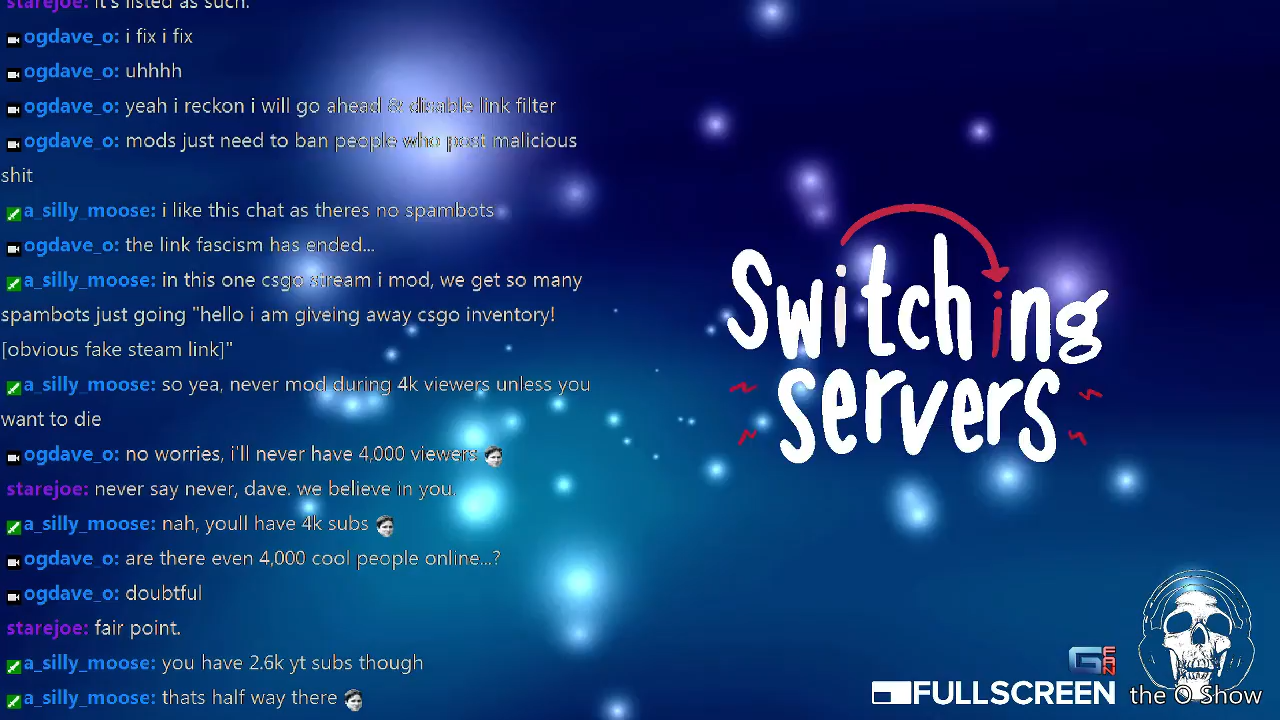 starejoe: it's listed as such.
ogdave_o: i fix i fix
ogdave_o: uhhhh
ogdave_o: yeah i reckon i will go ahead & disable link filter
ogdave_o: mods just need to ban people who post malicious
shit
a_silly_moose: i like this chat as theres no spambots
ogdave_o: the link fascism has ended...
a_silly_moose: in this one csgo stream i mod, we get so many
spambots just going "hello i am giveing away csgo inventory!
[obvious fake steam link]"
a_silly_moose: so yea, never mod during 4k viewers unless you
want to die
ogdave_o: no worries, i'll never have 4,000 viewers
starejoe: never say never, dave. we believe in you.
a_silly_moose: nah, youll have 4k subs
ogdave_o: are there even 4,000 cool people online...?
ogdave_o: doubtful
starejoe: fair point.
a_silly_moose: you have 2.6k yt subs though
a_silly_moose: thats half way there
Switching
servers
G FAN
FULLSCREEN
the O Show